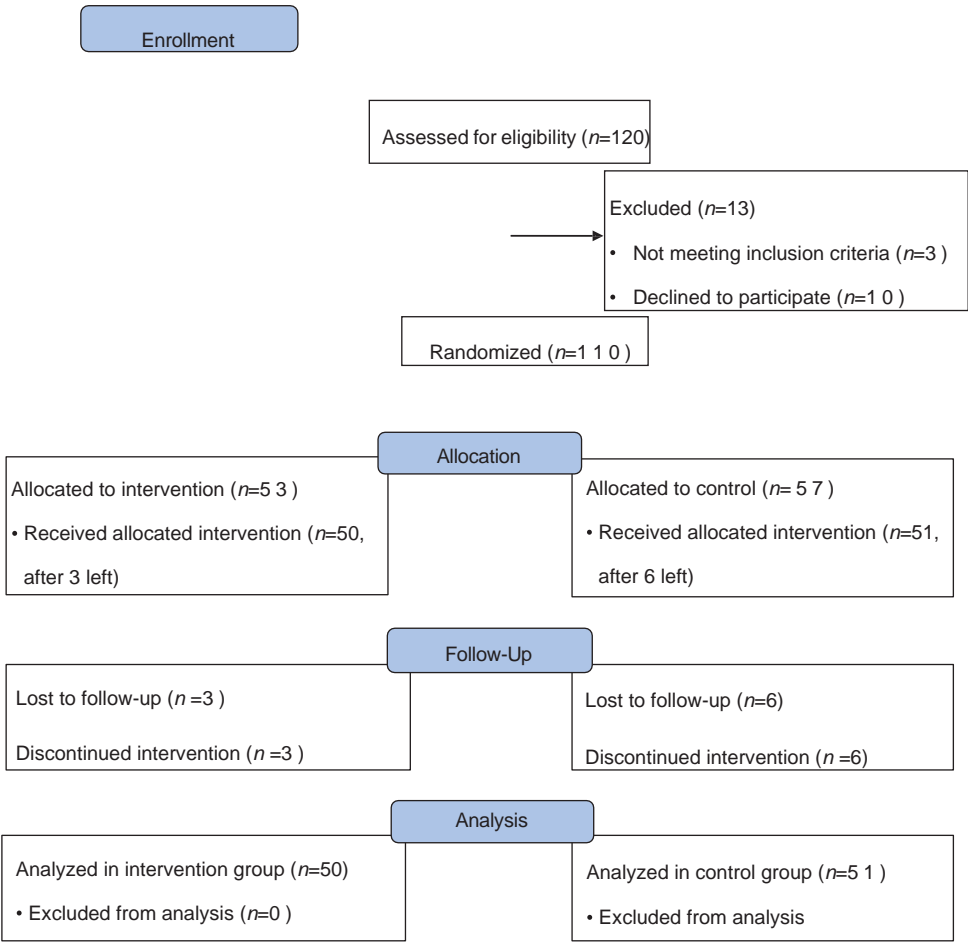 Enrollment
Assessed for eligibility (n=120)
Excluded (n=13)
• Not meeting inclusion criteria (n=3 )
• Declined to participate (n=1 0 )
Randomized (n=1 1 0 )
Allocation
Allocated to intervention (n=5 3 )
• Received allocated intervention (n=50,
after 3 left)
Allocated to control (n= 5 7 )
• Received allocated intervention (n=51,
after 6 left)
Follow-Up
Lost to follow-up (n =3 )
Discontinued intervention (n =3 )
Lost to follow-up (n=6)
Discontinued intervention (n =6)
Analysis
Analyzed in intervention group (n=50)
• Excluded from analysis (n=0 )
Analyzed in control group (n=5 1 )
• Excluded from analysis